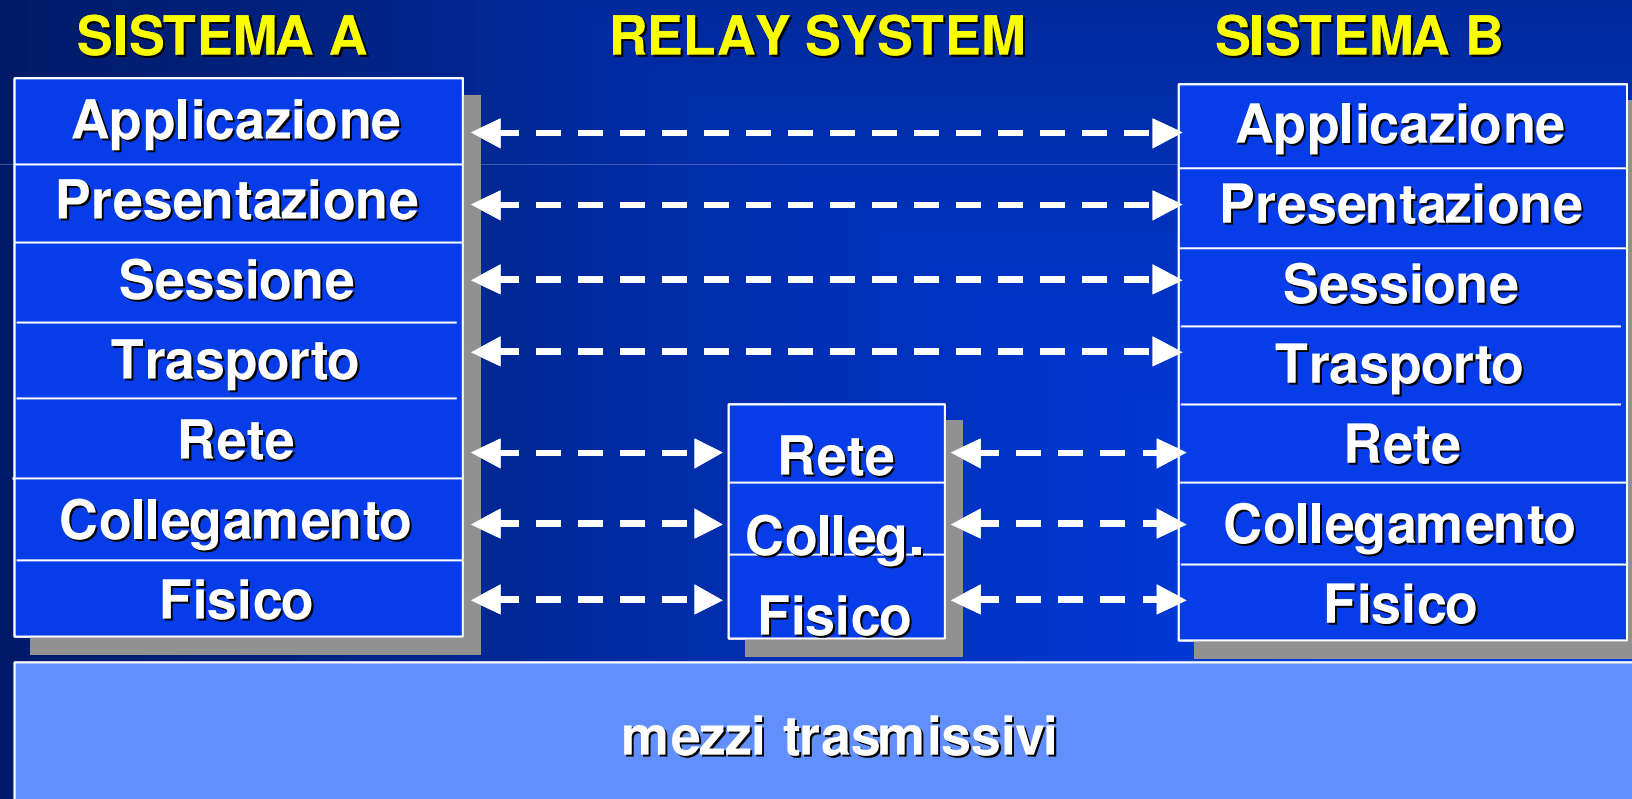 SISTEMA A
RELAY SYSTEM
SISTEMA B
Applicazione
Presentazione
Sessione
Trasporto
Rete
Collegamento
Fisico
Rete
Colleg.
Fisico
Applicazione
Presentazione
Sessione
Trasporto
Rete
Collegamento
Fisico
mezzi trasmissivi